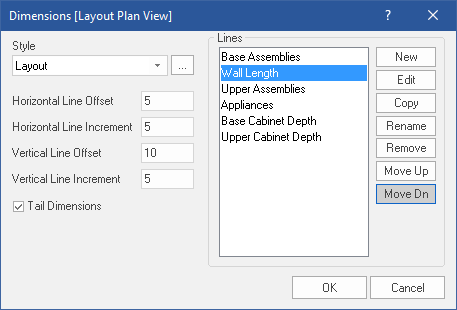 Dimensions [Layout Plan View]
?
Style
Layout
...
Horizontal Line Offset 5
Horizontal Line Increment 5
Vertical Line Offset 10
Vertical Line Increment 5
Tail Dimensions
Lines
Base Assemblies
Wall Length
Upper Assemblies
Appliances
Base Cabinet Depth
Upper Cabinet Depth
New
Edit
Copy
Rename
Remove
Move Up
Move Dn
OK
Cancel